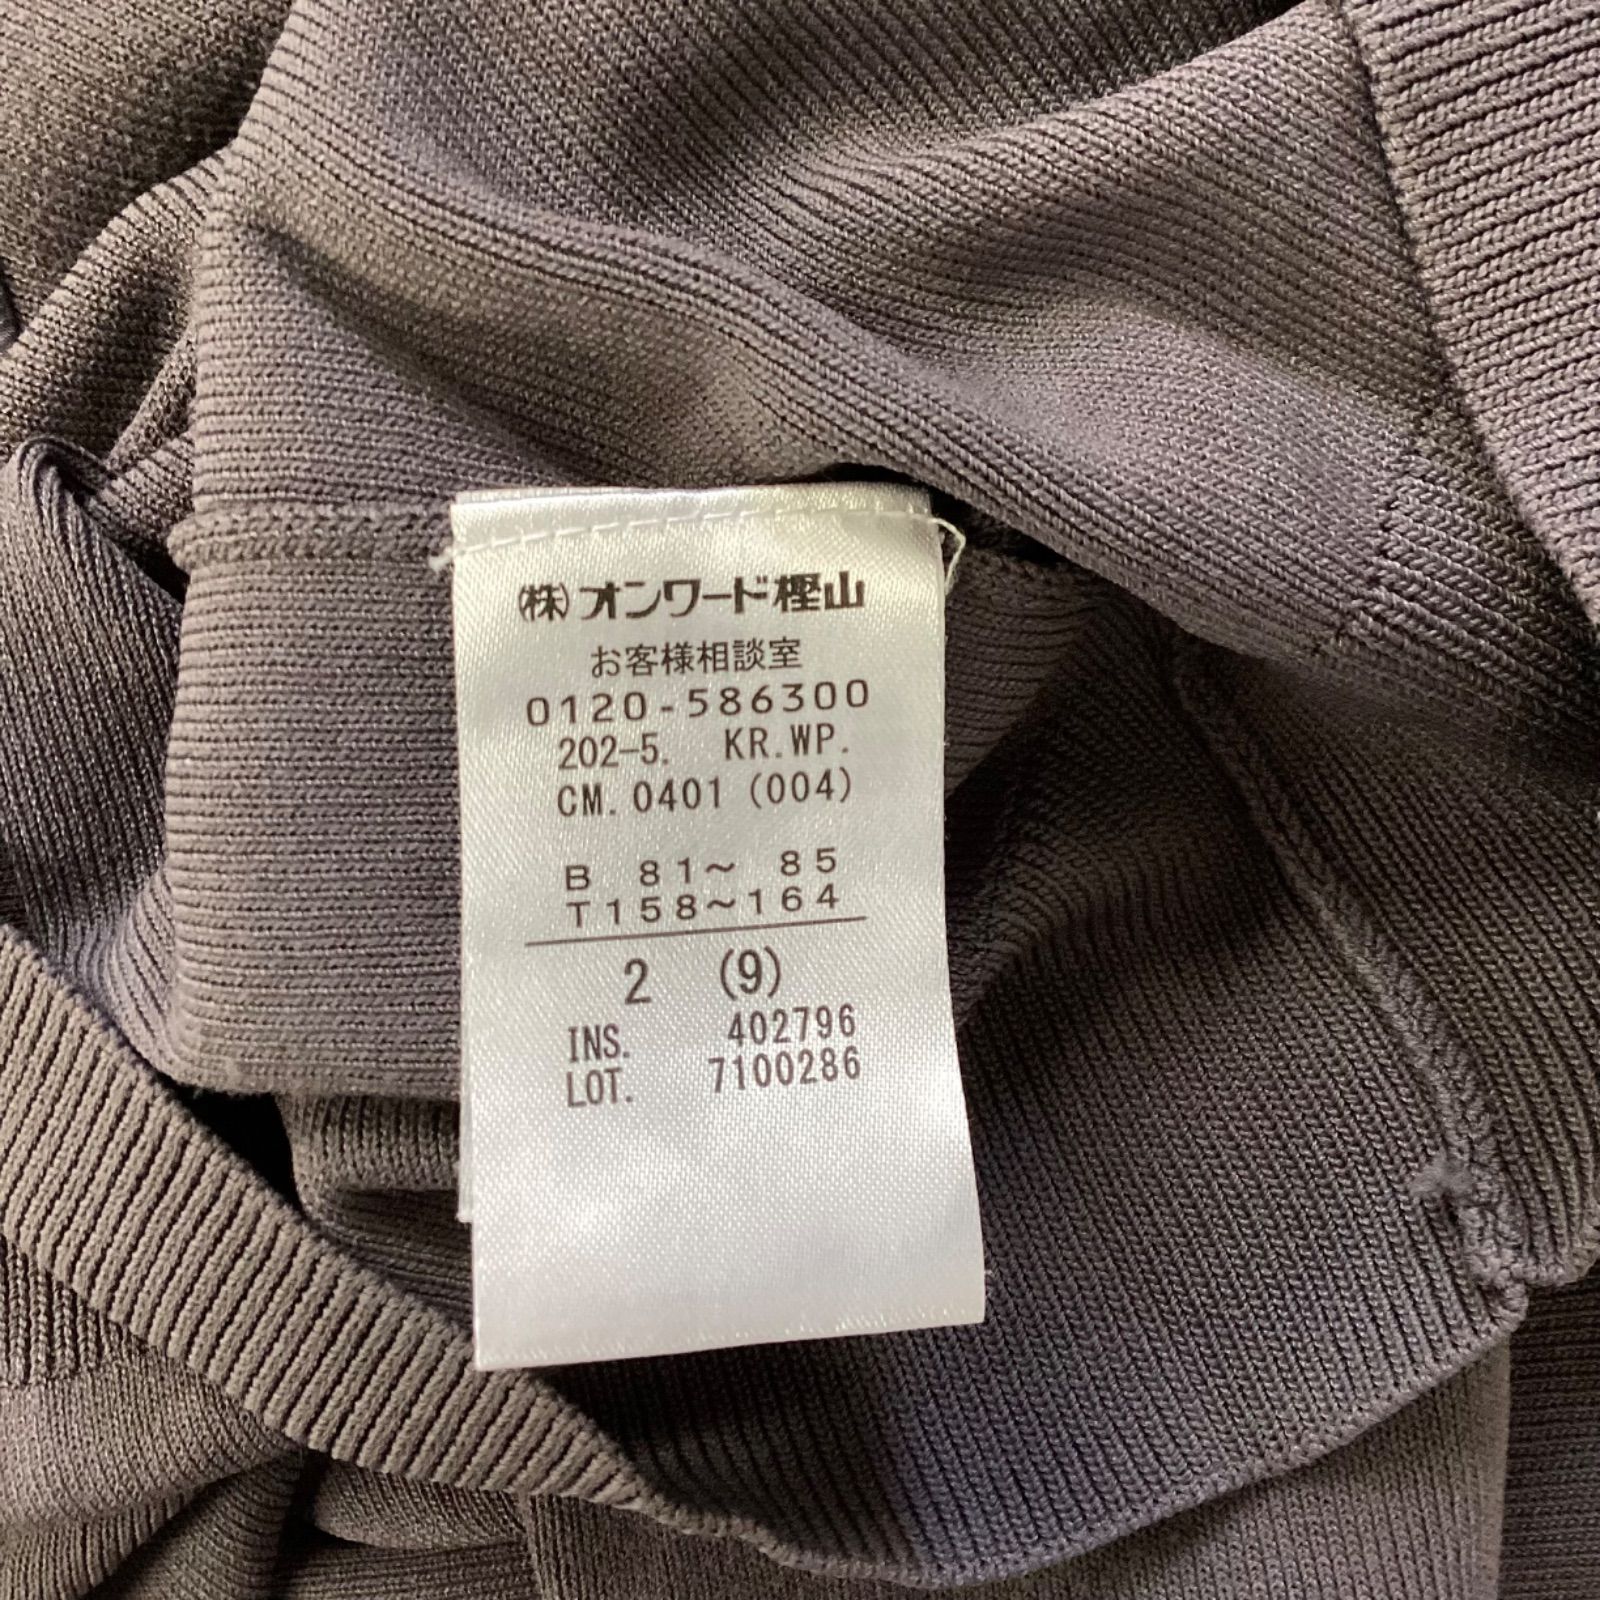 (株)オンワード樫山
お客様相談室
0120-586300
202-5. KR.WP.
CM.0401(004)
B 81～ 85
T158～164
2 (9)
INS. 402796
LOT. 7100286